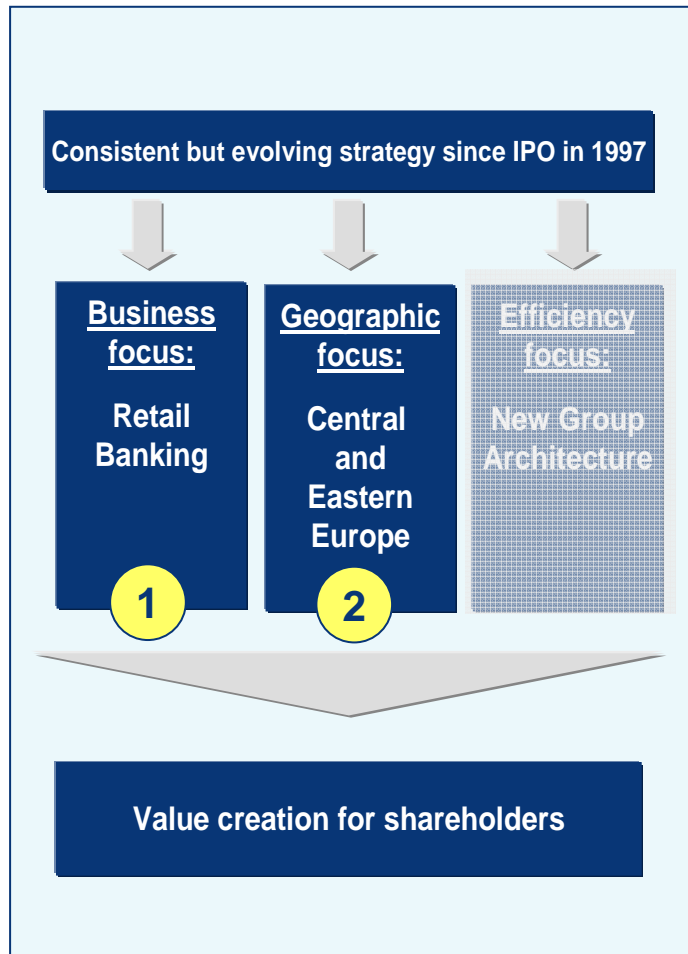 Consistent but evolving strategy since IPO in 1997
Business
focus:
Retail
Banking
1
Geographic
focus:
Central
and
Eastern
Europe
2
Efficiency
focus:
New Group
Architecture
Value creation for shareholders